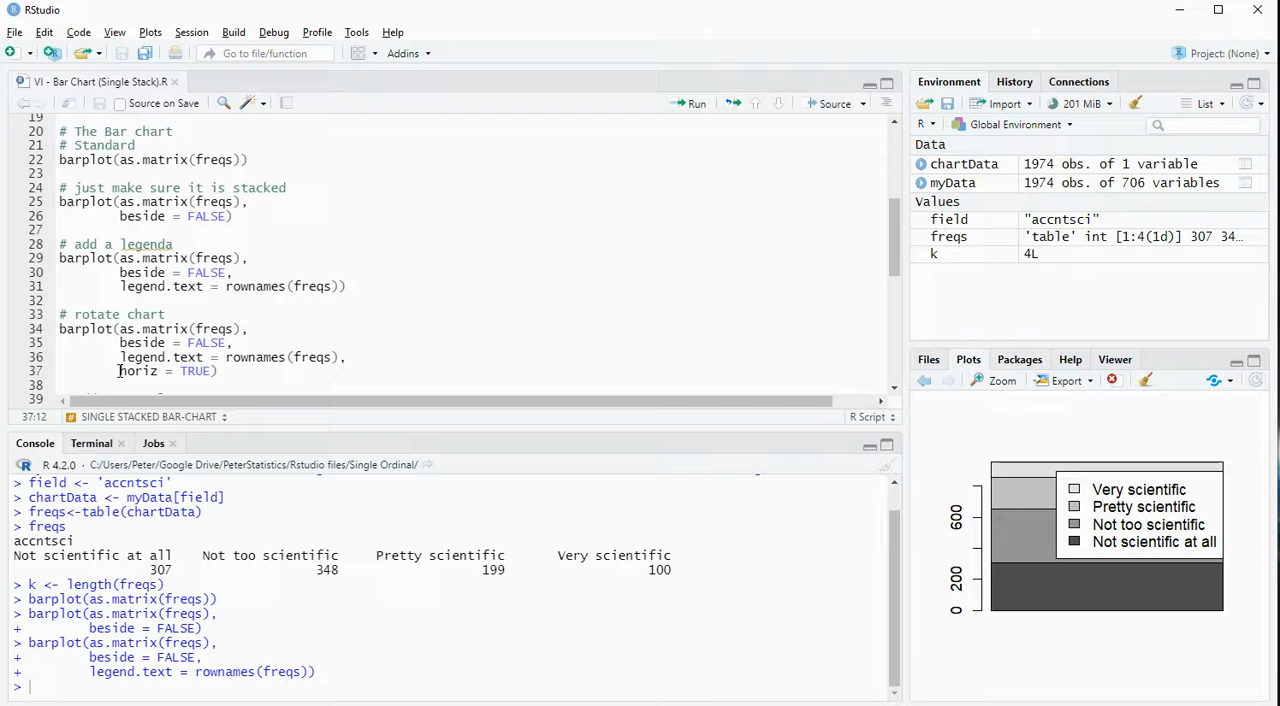 RStudio
File Edit Code View Plots Session Build Debug Profile Tools Help
Go to file/function Addins Project: (None)
VI - Bar Chart (Single Stack).R
Source on Save Run Source
19
20 # The Bar chart
21 # Standard
22 barplot(as.matrix(freqs))
23
24 # just make sure it is stacked
25 barplot(as.matrix(freqs),
26 beside = FALSE)
27
28 # add a legenda
29 barplot(as.matrix(freqs),
30 beside = FALSE,
31 legend.text = rownames(freqs))
32
33 # rotate chart
34 barplot(as.matrix(freqs),
35 beside = FALSE,
36 legend.text = rownames(freqs),
37 horiz = TRUE)
38
39
37:12 # SINGLE STACKED BAR-CHART R Script
Console Terminal Jobs
R 4.2.0 · C:/Users/Peter/Google Drive/PeterStatistics/Rstudio files/Single Ordinal/
> field <- 'accntsci'
> chartData <- myData[field]
> freqs<-table(chartData)
> freqs
accntsci
Not scientific at all Not too scientific Pretty scientific Very scientific
307 348 199 100
> k <- length(freqs)
> barplot(as.matrix(freqs))
> barplot(as.matrix(freqs),
+ beside = FALSE)
> barplot(as.matrix(freqs),
+ beside = FALSE,
+ legend.text = rownames(freqs))
>
Environment History Connections
Import 201 MiB List
R Global Environment
Data
chartData 1974 obs. of 1 variable
myData 1974 obs. of 706 variables
Values
field "accntsci"
freqs 'table' int [1:4(1d)] 307 34…
k 4L
Files Plots Packages Help Viewer
Zoom Export
Very scientific
Pretty scientific
Not too scientific
Not scientific at all
600
200
0